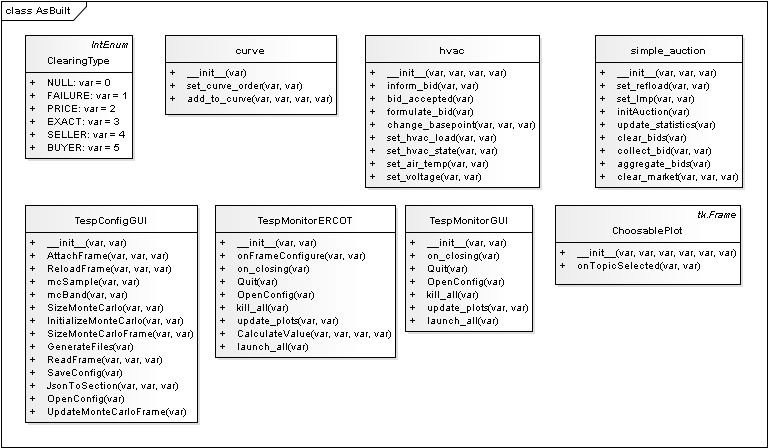 class AsBuilt
IntEnum
ClearingType
+ NULL: var = 0
+ FAILURE: var = 1
+ PRICE: var = 2
+ EXACT: var = 3
+ SELLER: var = 4
+ BUYER: var = 5
curve
+ __init__(var)
+ set_curve_order(var, var)
+ add_to_curve(var, var, var, var)
hvac
+ __init__(var, var, var, var)
+ inform_bid(var, var)
+ bid_accepted(var)
+ formulate_bid(var)
+ change_basepoint(var, var, var)
+ set_hvac_load(var, var)
+ set_hvac_state(var, var)
+ set_air_temp(var, var)
+ set_voltage(var, var)
simple_auction
+ __init__(var, var, var)
+ set_refload(var, var)
+ set_lmp(var, var)
+ initAuction(var)
+ update_statistics(var)
+ clear_bids(var)
+ collect_bid(var, var)
+ aggregate_bids(var)
+ clear_market(var, var, var)
TespConfigGUI
+ __init__(var, var)
+ AttachFrame(var, var, var)
+ ReloadFrame(var, var, var)
+ mcSample(var, var)
+ mcBand(var, var)
+ SizeMonteCarlo(var, var)
+ InitializeMonteCarlo(var, var)
+ SizeMonteCarloFrame(var, var)
+ GenerateFiles(var)
+ ReadFrame(var, var, var)
+ SaveConfig(var)
+ JsonToSection(var, var, var)
+ OpenConfig(var)
+ UpdateMonteCarloFrame(var)
TespMonitorERCOT
+ __init__(var, var)
+ onFrameConfigure(var, var)
+ on_closing(var)
+ Quit(var)
+ OpenConfig(var)
+ kill_all(var)
+ update_plots(var, var)
+ CalculateValue(var, var, var, var)
+ launch_all(var)
TespMonitorGUI
+ __init__(var, var)
+ on_closing(var)
+ Quit(var)
+ OpenConfig(var)
+ kill_all(var)
+ update_plots(var, var)
+ launch_all(var)
tk.Frame
ChoosablePlot
+ __init__(var, var, var, var, var, var)
+ onTopicSelected(var, var, var)